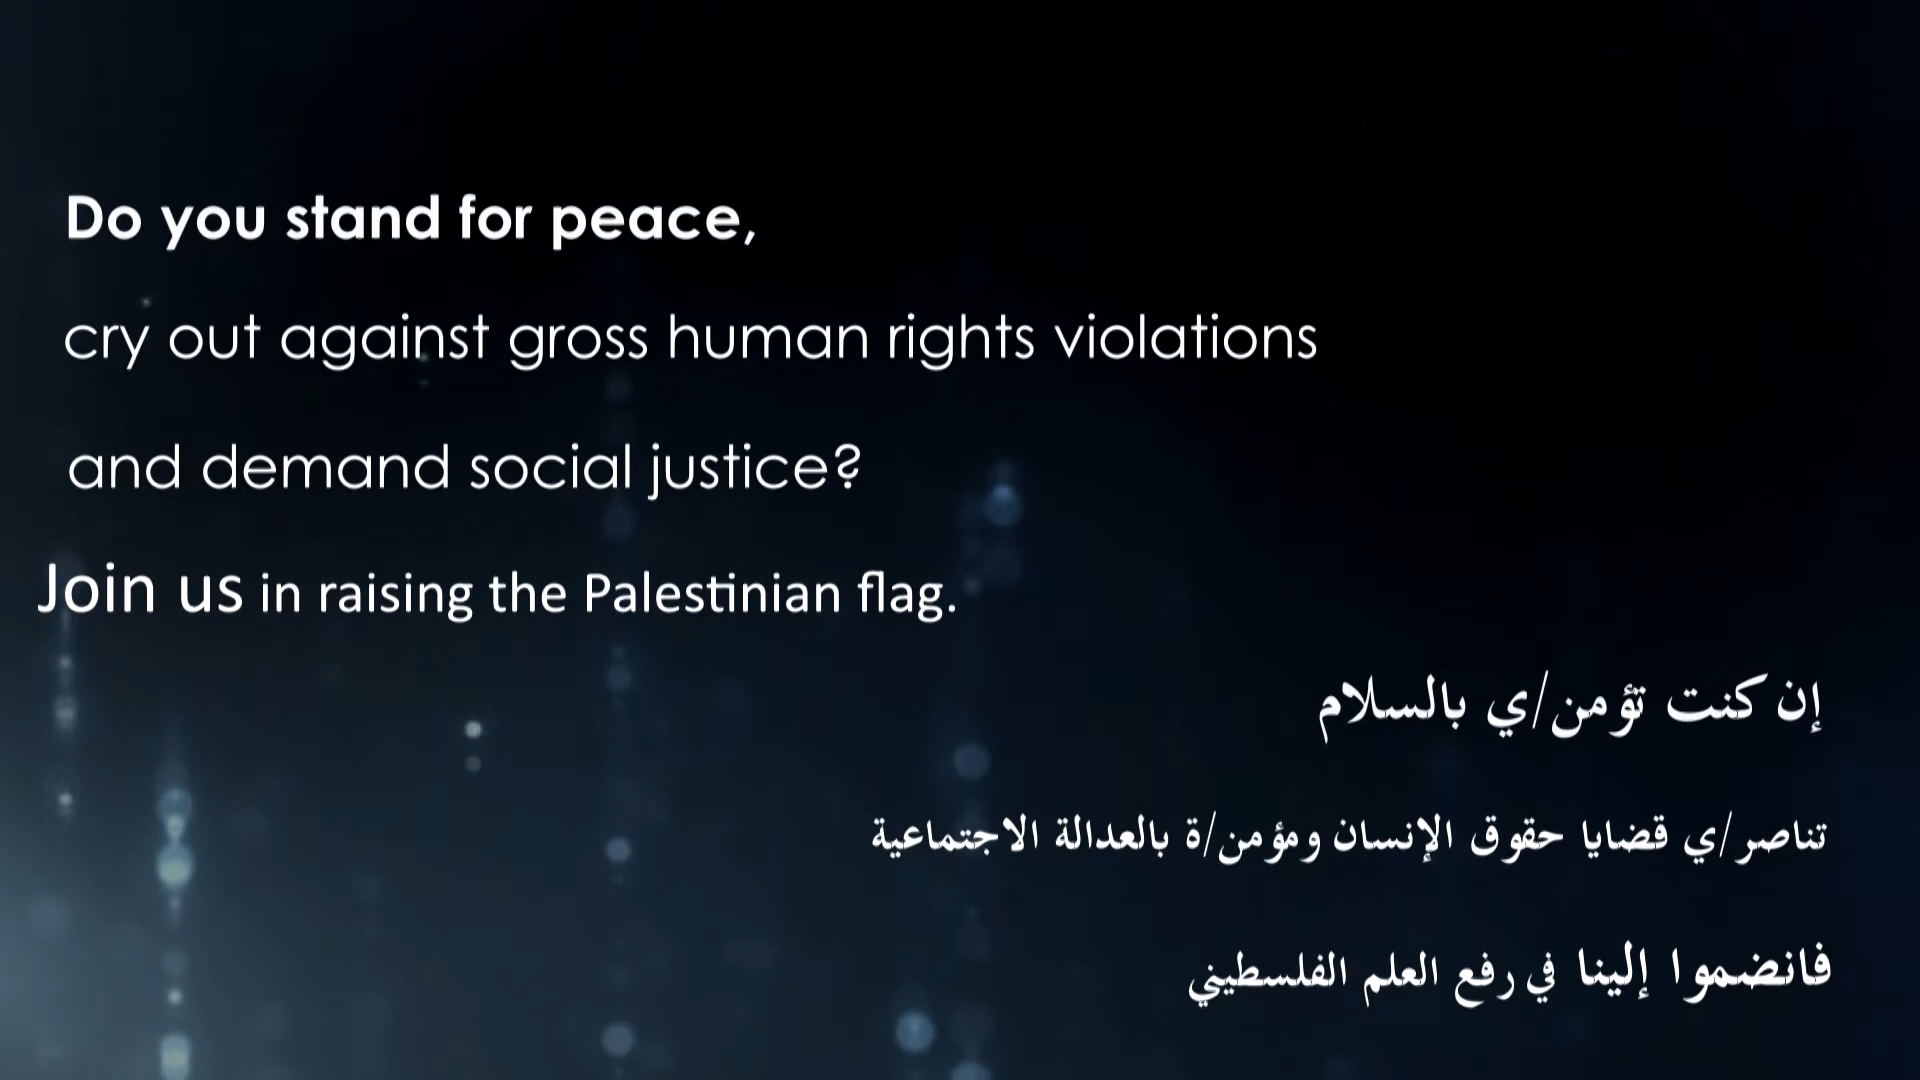 Do you stand for peace,
cry out against gross human rights violations
and demand social justice?
Join us in raising the Palestinian flag.
إن كنت تؤمن/ي بالسلام
تناصر/ي قضايا حقوق الإنسان ومؤمن/ة بالعدالة الاجتماعية
فانضموا إلينا في رفع العلم الفلسطيني